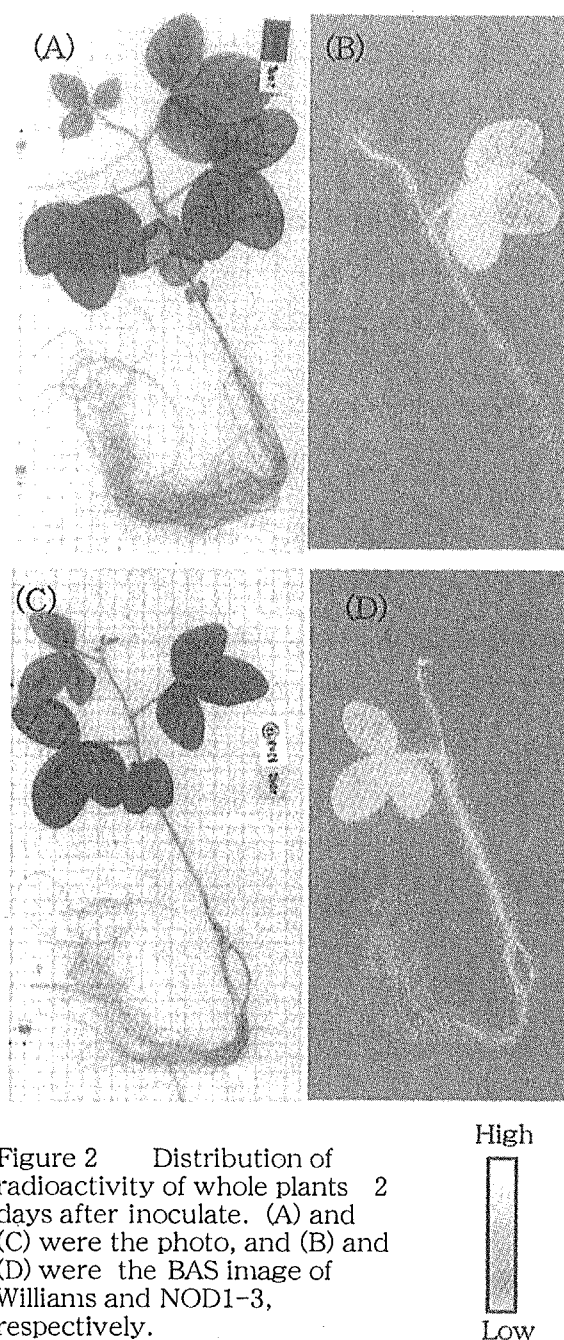 (A)
(B)
(C)
(D)
Figure 2 Distribution of
radioactivity of whole plants 2
days after inoculate. (A) and
(C) were the photo, and (B) and
(D) were the BAS image of
Williams and NOD1-3,
respectively.
High
Low